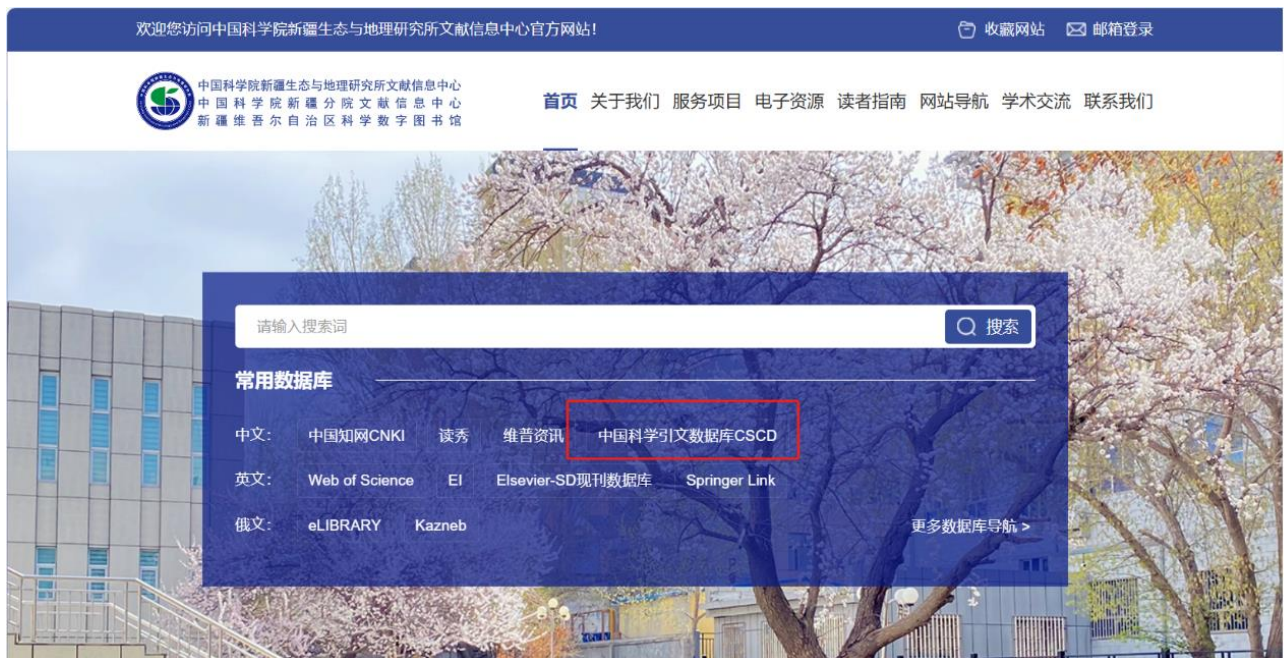 欢迎您访问中国科学院新疆生态与地理研究所文献信息中心官方网站！ 收藏网站 邮箱登录
中国科学院新疆生态与地理研究所文献信息中心
中国科学院新疆分院文献信息中心
新疆维吾尔自治区科学数字图书馆
首页 关于我们 服务项目 电子资源 读者指南 网站导航 学术交流 联系我们
请输入搜索词 搜索
常用数据库
中文： 中国知网CNKI 读秀 维普资讯 中国科学引文数据库CSCD
英文： Web of Science EI Elsevier-SD现刊数据库 Springer Link
俄文： eLIBRARY Kazneb 更多数据库导航 >